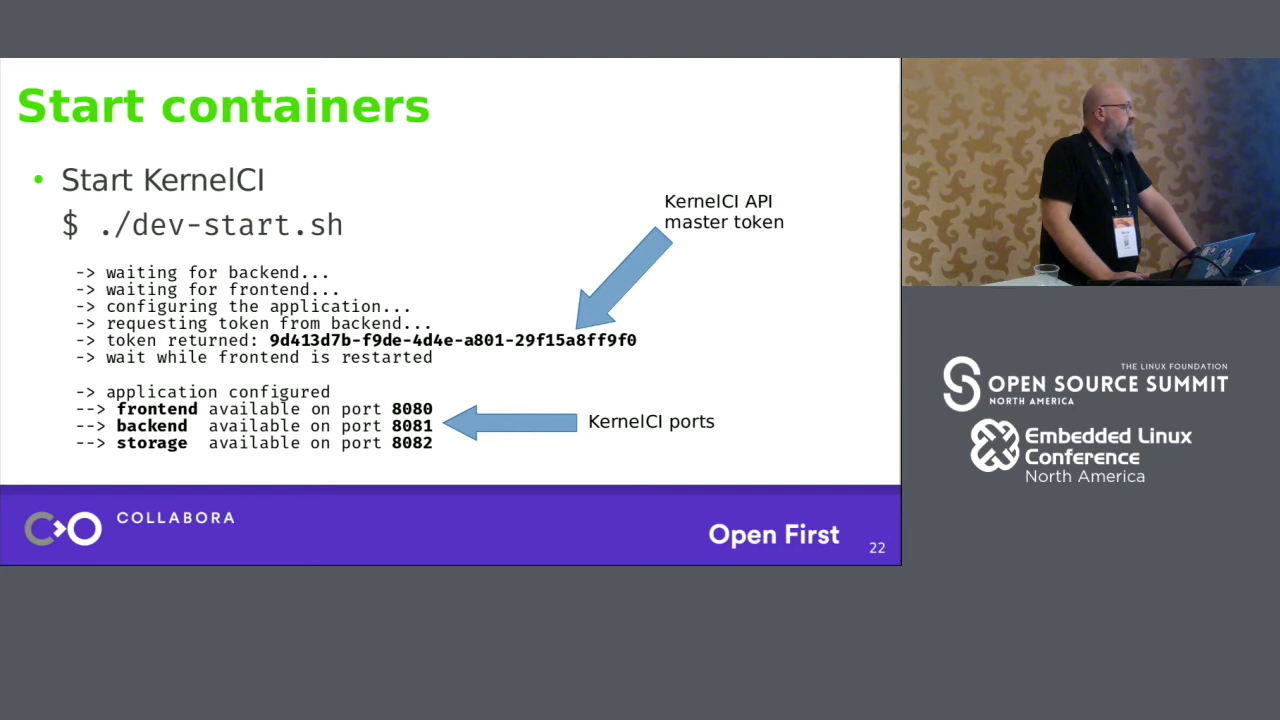 Start containers
• Start KernelCI
$ ./dev-start.sh
KernelCI API
master token
-> waiting for backend...
-> waiting for frontend...
-> configuring the application...
-> requesting token from backend...
-> token returned: 9d413d7b-f9de-4d4e-a801-29f15a8ff9f0
-> wait while frontend is restarted
-> application configured
--> frontend available on port 8080
--> backend available on port 8081
--> storage available on port 8082
KernelCI ports
COLLABORA
Open First
22
THE LINUX FOUNDATION
OPEN SOURCE SUMMIT
NORTH AMERICA
Embedded Linux
Conference
North America